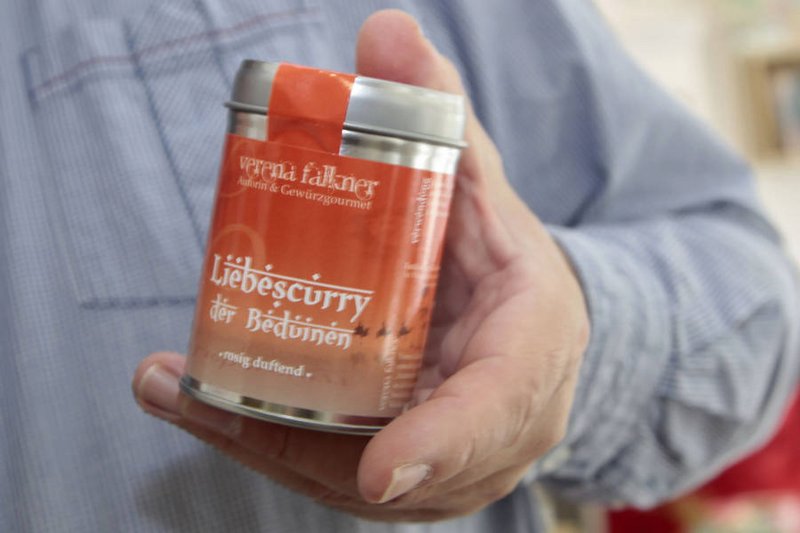 verena falkner
Autorin & Gewürzgourmet
Liebescurry
der Beduinen
• rosig duftend •